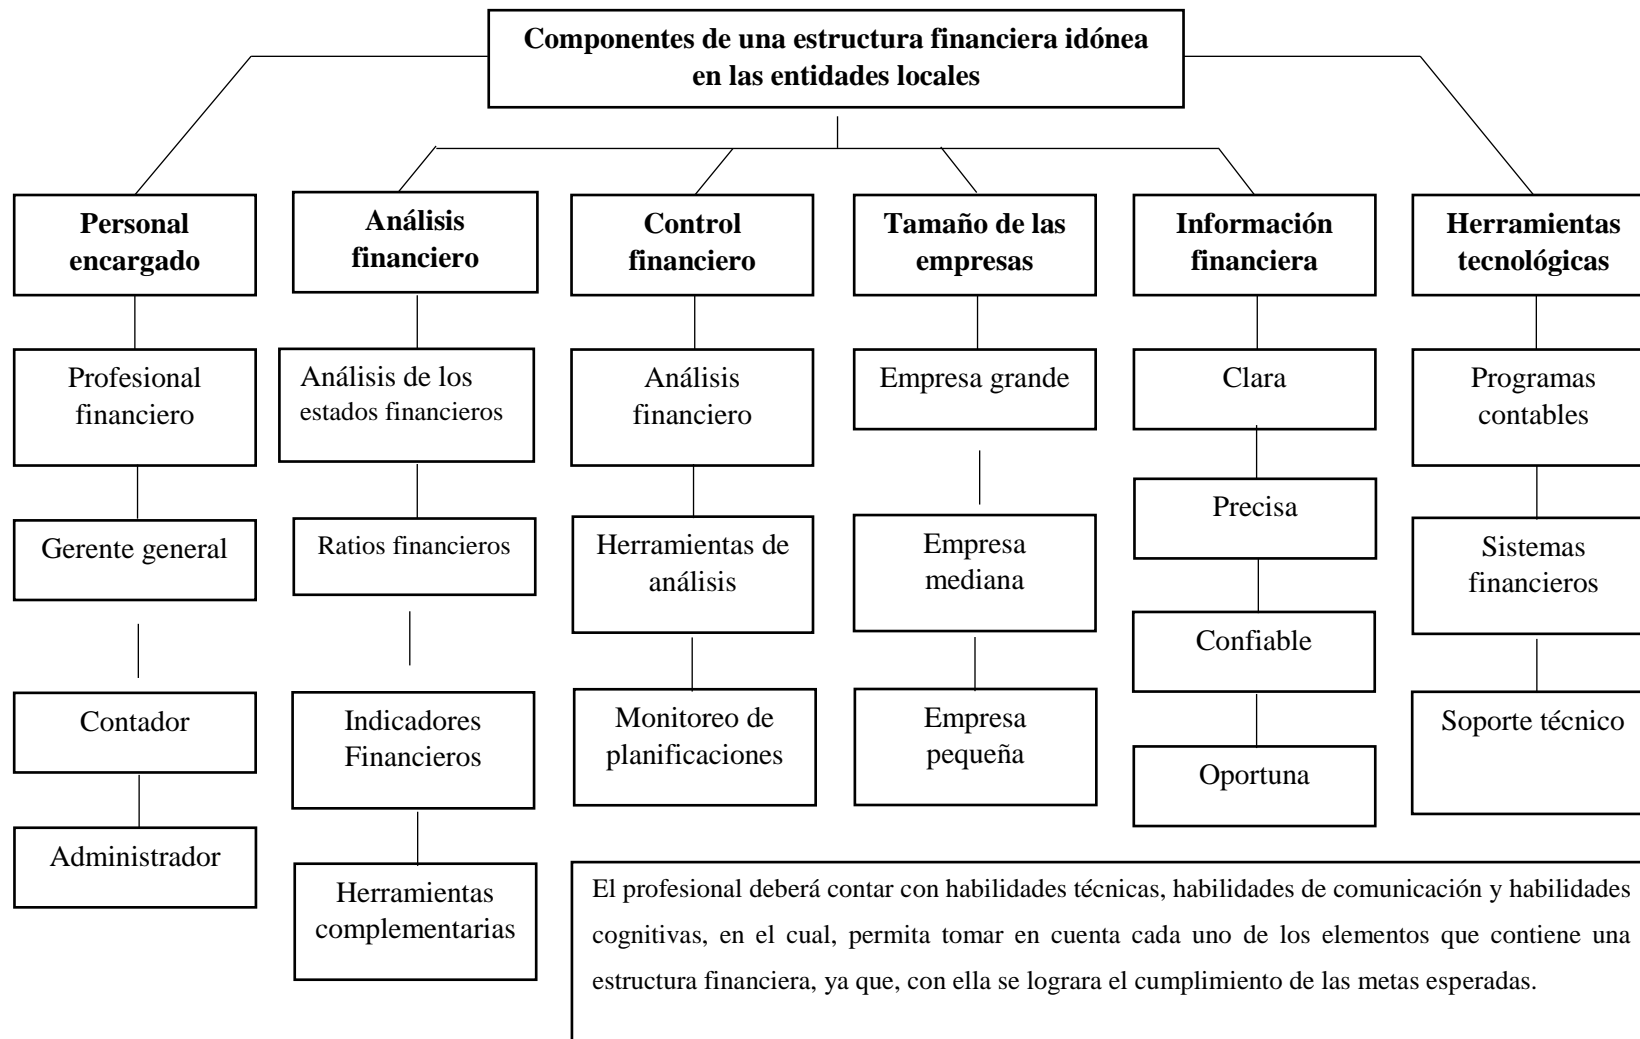 Componentes de una estructura financiera idónea
en las entidades locales
Personal
encargado
Análisis
financiero
Control
financiero
Tamaño de las
empresas
Información
financiera
Herramientas
tecnológicas
Profesional
financiero
Gerente general
Contador
Administrador
Análisis de los
estados financieros
Ratios financieros
Indicadores
Financieros
Herramientas
complementarias
Análisis
financiero
Herramientas de
análisis
Monitoreo de
planificaciones
Empresa grande
Empresa
mediana
Empresa
pequeña
Clara
Precisa
Confiable
Oportuna
Programas
contables
Sistemas
financieros
Soporte técnico
El profesional deberá contar con habilidades técnicas, habilidades de comunicación y habilidades
cognitivas, en el cual, permita tomar en cuenta cada uno de los elementos que contiene una
estructura financiera, ya que, con ella se lograra el cumplimiento de las metas esperadas.